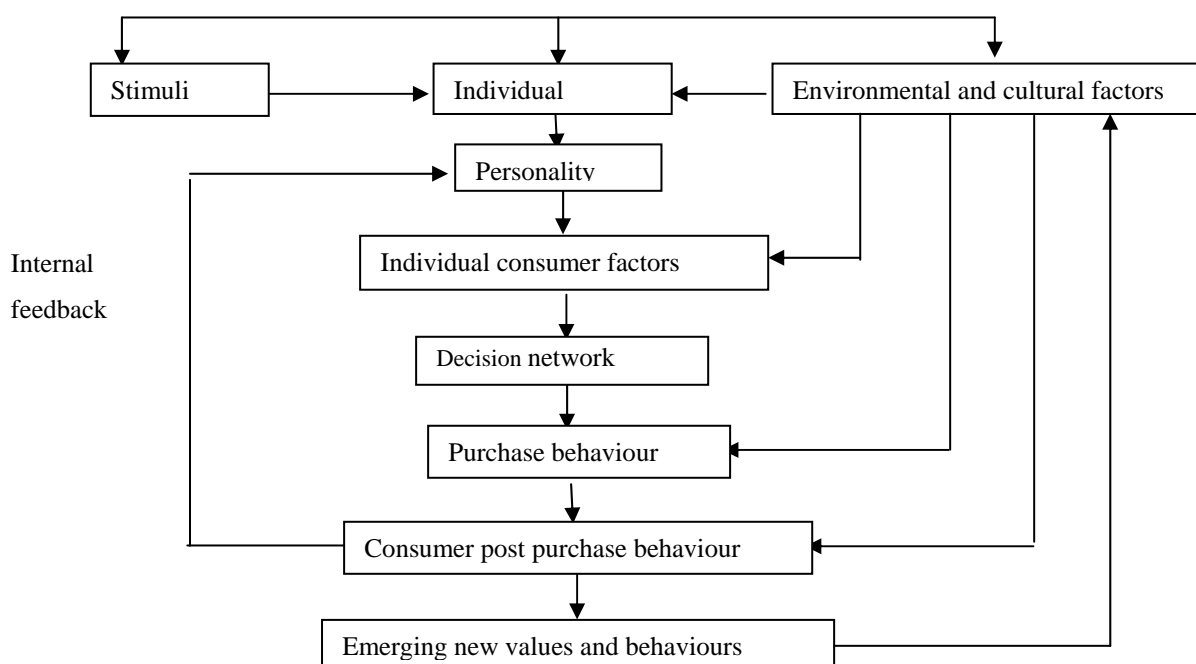 Stimuli
Individual
Environmental and cultural factors
Personality
Individual consumer factors
Internal
feedback
Decision network
Purchase behaviour
Consumer post purchase behaviour
Emerging new values and behaviours